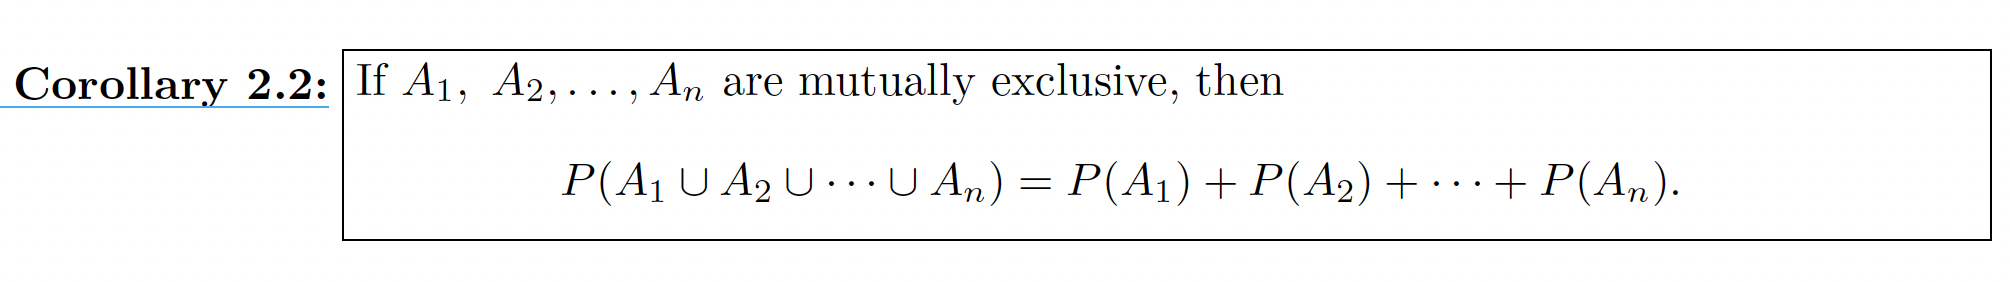 Corollary 2.2: If A₁, A₂, . . . , Aₙ are mutually exclusive, then
P(A₁ ∪ A₂ ∪ · · · ∪ Aₙ) = P(A₁) + P(A₂) + · · · + P(Aₙ).